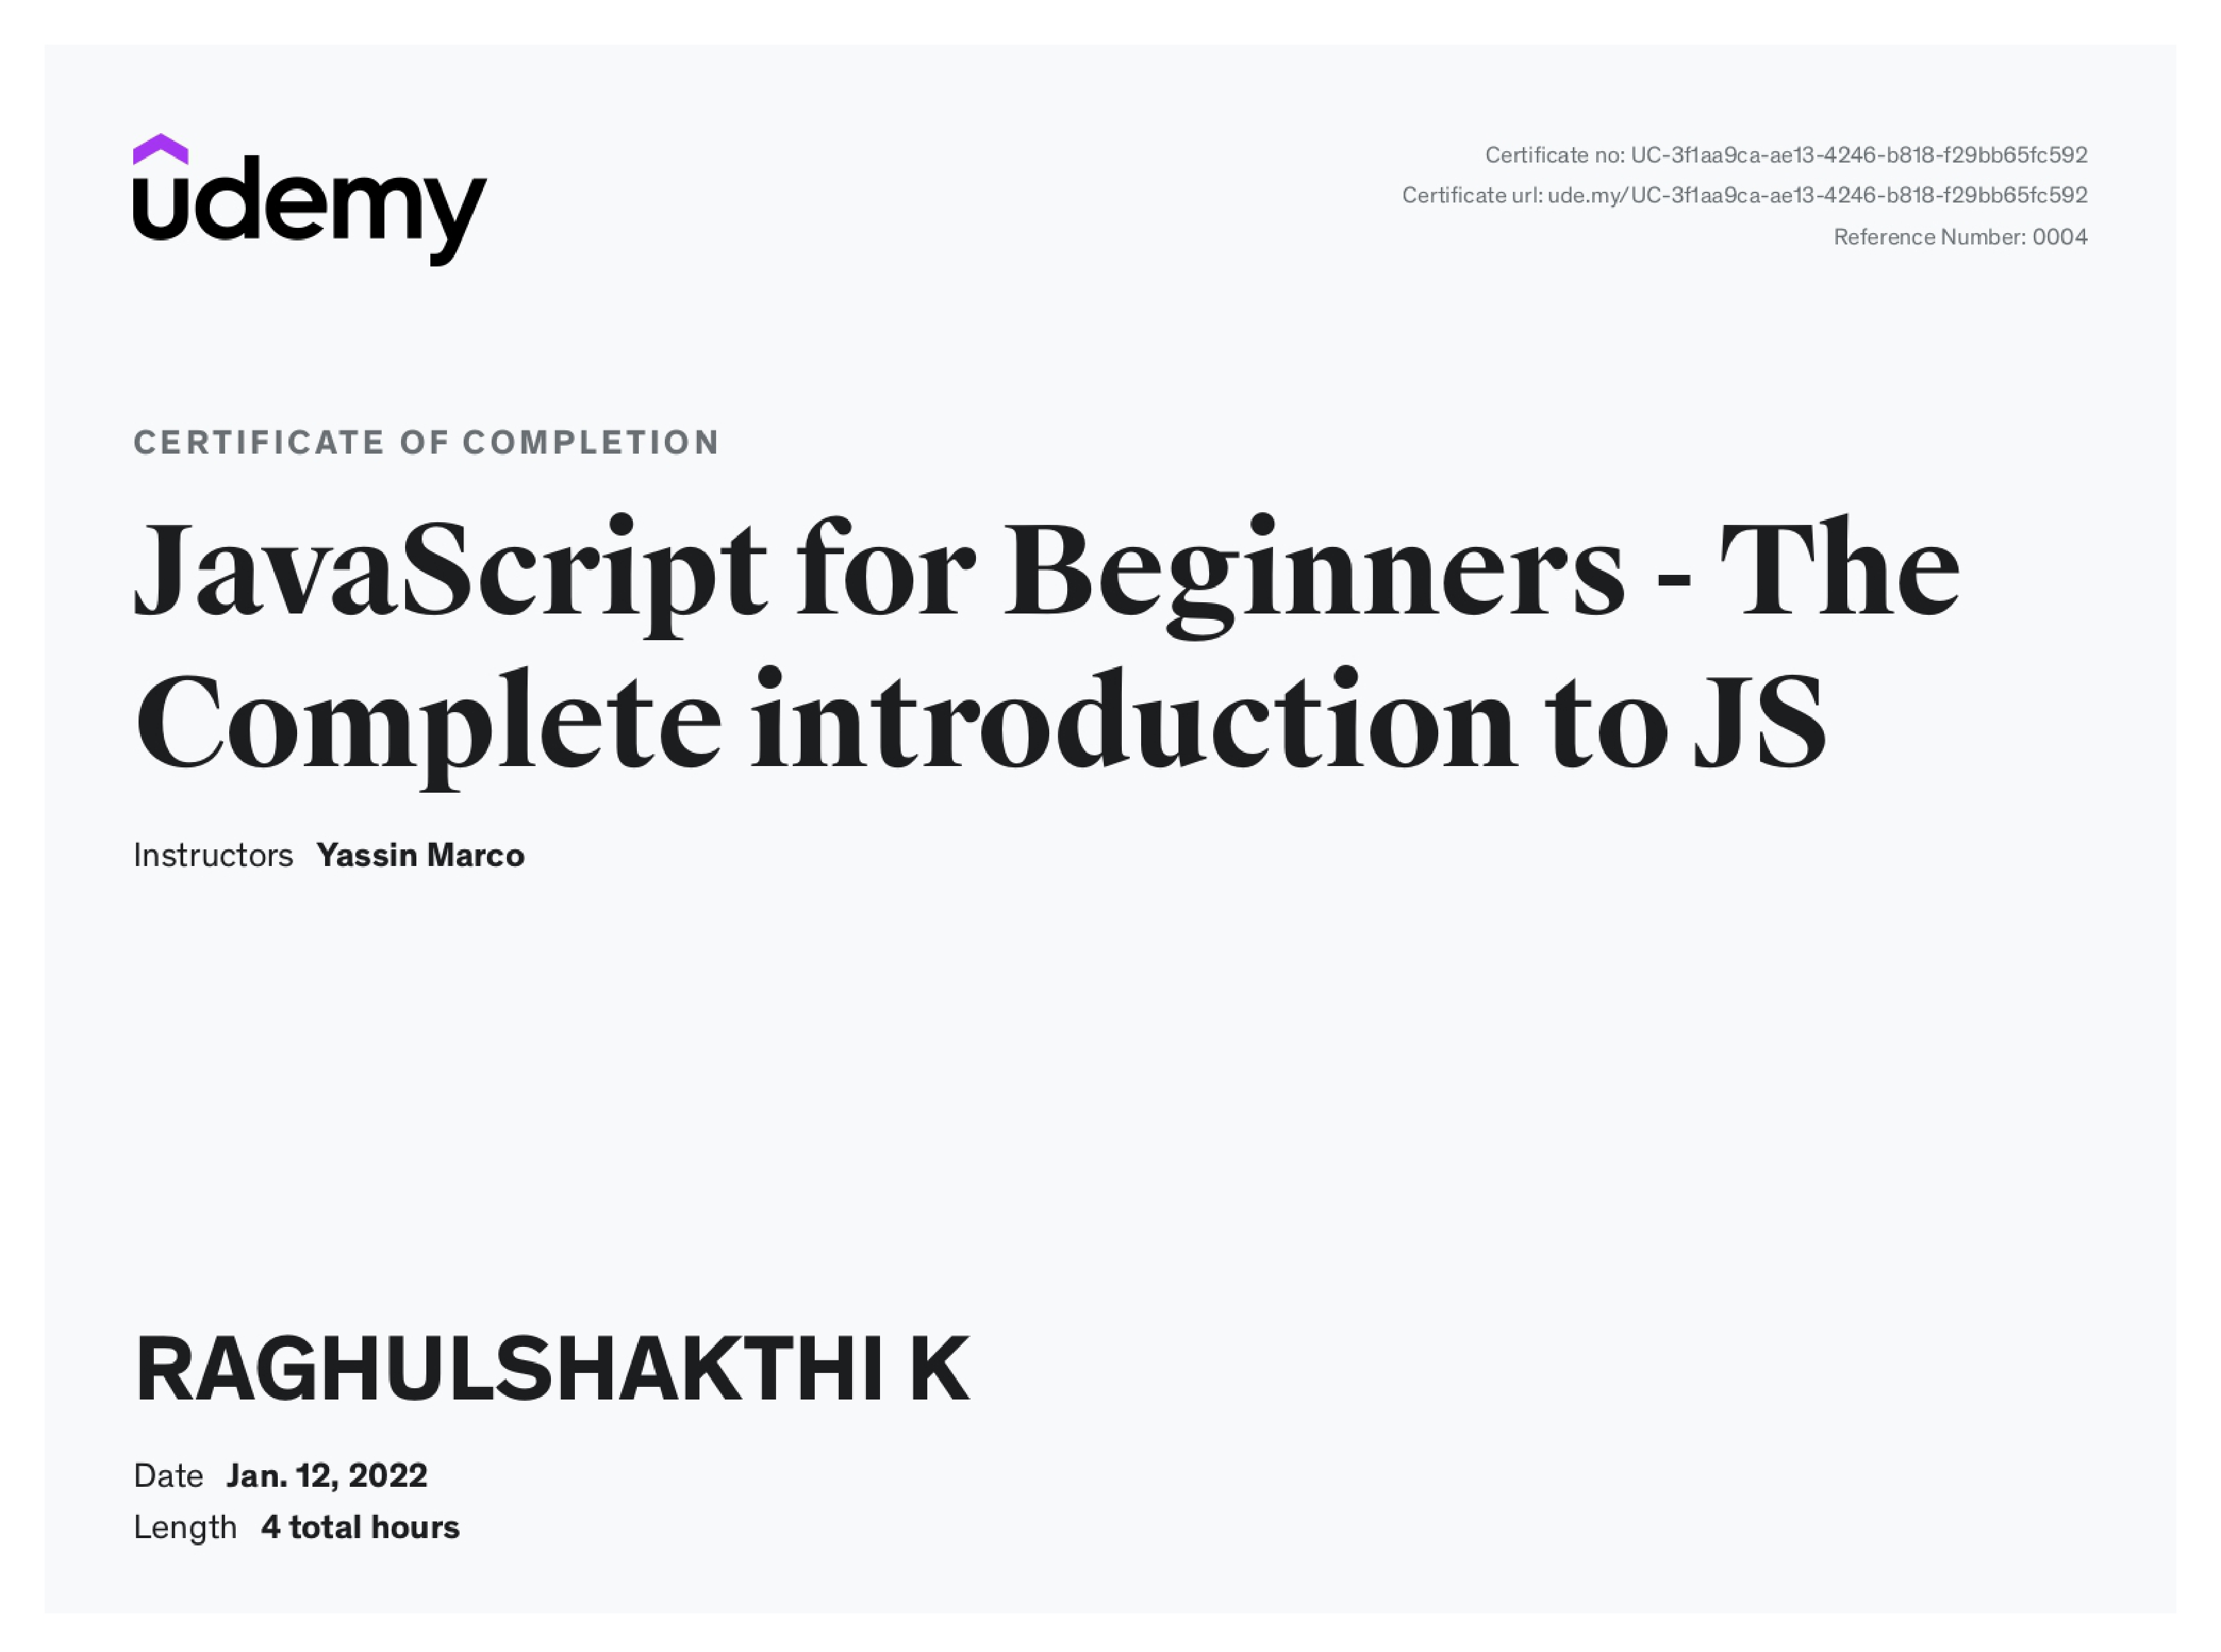 udemy
Certificate no: UC-3f1aa9ca-ae13-4246-b818-f29bb65fc592
Certificate url: ude.my/UC-3f1aa9ca-ae13-4246-b818-f29bb65fc592
Reference Number: 0004
CERTIFICATE OF COMPLETION
JavaScript for Beginners - The
Complete introduction to JS
Instructors Yassin Marco
RAGHULSHAKTHI K
Date Jan. 12, 2022
Length 4 total hours